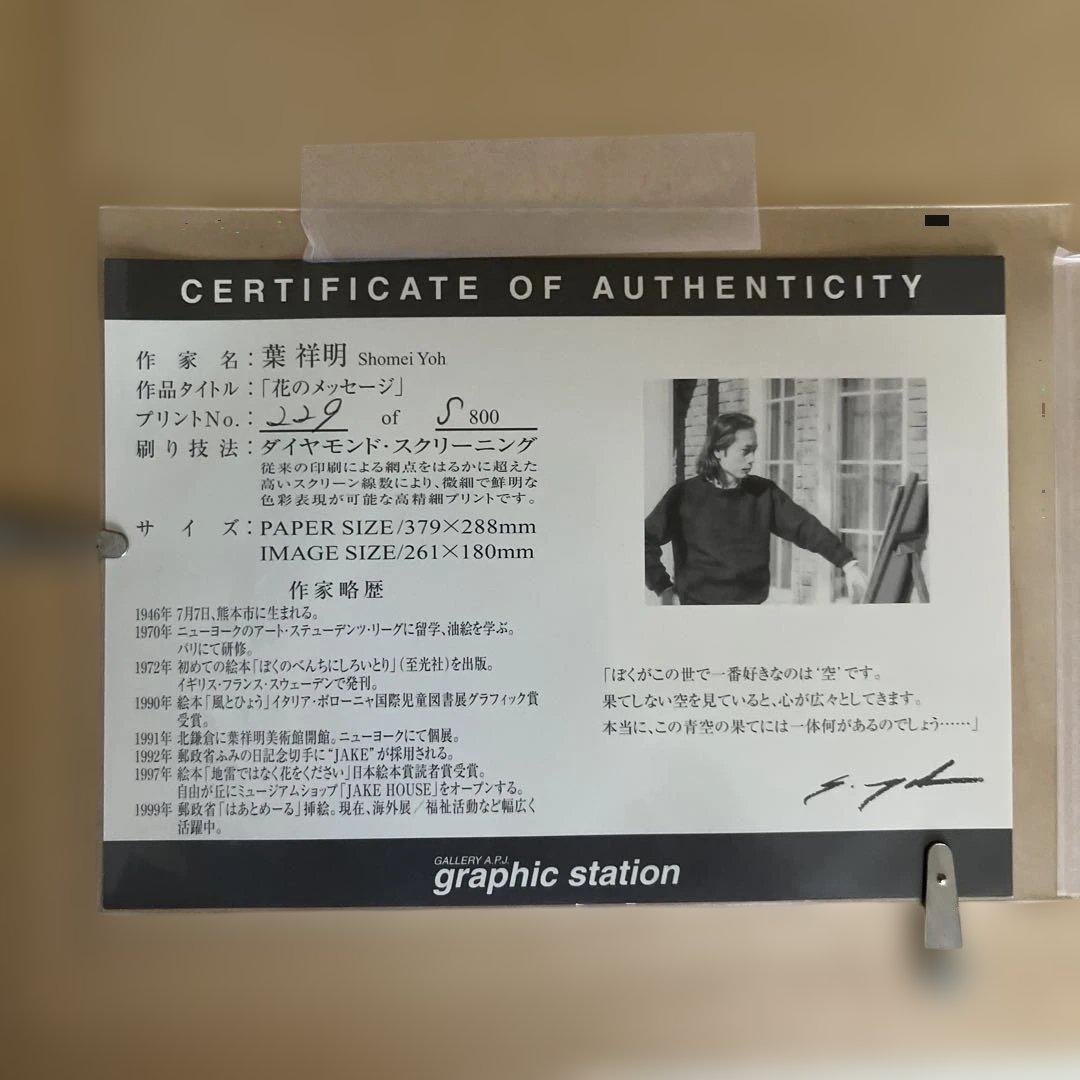 CERTIFICATE OF AUTHENTICITY
作家名：葉 祥明 Shomei Yoh
作品タイトル：「花のメッセージ」
プリントNo.： 229 of S 800
刷り技法：ダイヤモンド・スクリーニング
従来の印刷による網点をはるかに超えた
高いスクリーン線数により、微細で鮮明な
色彩表現が可能な高精細プリントです。
サイズ：PAPER SIZE/379×288mm
IMAGE SIZE/261×180mm
作家略歴
1946年 7月7日、熊本市に生まれる。
1970年 ニューヨークのアート・ステューデンツ・リーグに留学、油絵を学ぶ。
パリにて研修。
1972年 初めての絵本「ぼくのべんちにしろいとり」（至光社）を出版。
イギリス・フランス・スウェーデンで発刊。
1990年 絵本「風とひょう」イタリア・ボローニャ国際児童図書展グラフィック賞
受賞。
1991年 北鎌倉に葉祥明美術館開館。ニューヨークにて個展。
1992年 郵政省ふみの日記念切手に“JAKE”が採用される。
1997年 絵本「地雷ではなく花をください」日本絵本賞読者賞受賞。
自由が丘にミュージアムショップ「JAKE HOUSE」をオープンする。
1999年 郵政省「はあとめーる」挿絵。現在、海外展／福祉活動など幅広く
活躍中。
「ぼくがこの世で一番好きなのは‘空’です。
果てしない空を見ていると、心が広々としてきます。
本当に、この青空の果てには一体何があるのでしょう……」
GALLERY A.P.J.
graphic station